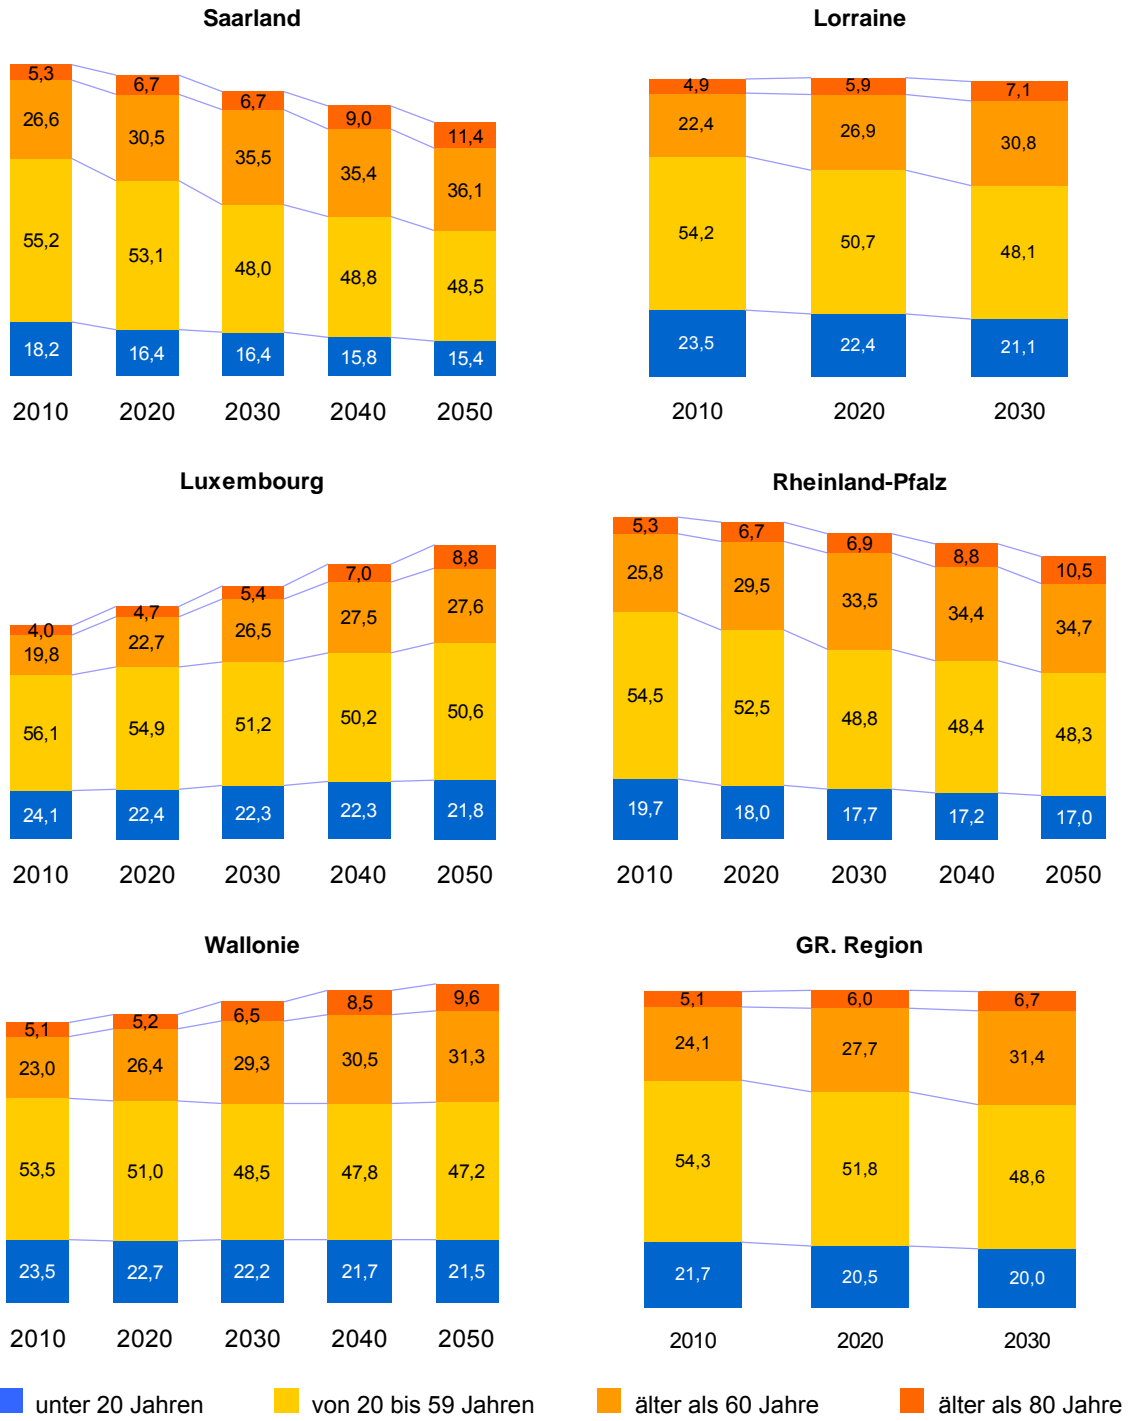 Saarland
5,3 6,7 6,7 9,0 11,4
26,6 30,5 35,5 35,4 36,1
55,2 53,1 48,0 48,8 48,5
18,2 16,4 16,4 15,8 15,4
2010 2020 2030 2040 2050
Lorraine
4,9 5,9 7,1
22,4 26,9 30,8
54,2 50,7 48,1
23,5 22,4 21,1
2010 2020 2030
Luxembourg
4,0 4,7 5,4 7,0 8,8
19,8 22,7 26,5 27,5 27,6
56,1 54,9 51,2 50,2 50,6
24,1 22,4 22,3 22,3 21,8
2010 2020 2030 2040 2050
Rheinland-Pfalz
5,3 6,7 6,9 8,8 10,5
25,8 29,5 33,5 34,4 34,7
54,5 52,5 48,8 48,4 48,3
19,7 18,0 17,7 17,2 17,0
2010 2020 2030 2040 2050
Wallonie
5,1 5,2 6,5 8,5 9,6
23,0 26,4 29,3 30,5 31,3
53,5 51,0 48,5 47,8 47,2
23,5 22,7 22,2 21,7 21,5
2010 2020 2030 2040 2050
GR. Region
5,1 6,0 6,7
24,1 27,7 31,4
54,3 51,8 48,6
21,7 20,5 20,0
2010 2020 2030
unter 20 Jahren von 20 bis 59 Jahren älter als 60 Jahre älter als 80 Jahre